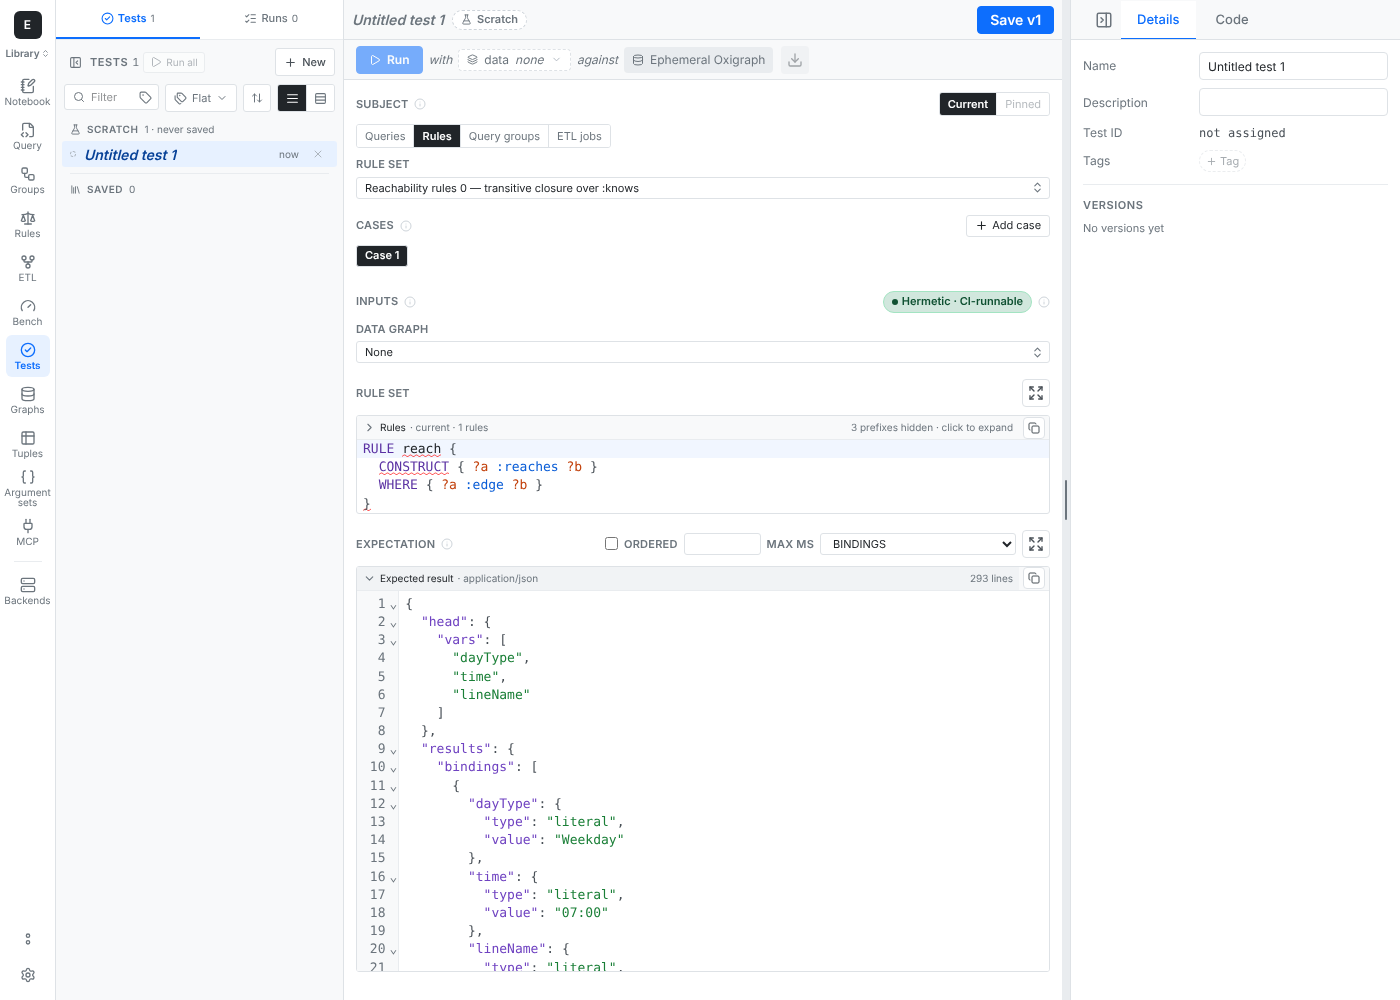 E
Library
Notebook
Query
Groups
Rules
ETL
Bench
Tests
Graphs
Tuples
Argument sets
MCP
Backends
Tests 1
Runs 0
TESTS 1
Run all
New
Filter
Flat
SCRATCH 1 · never saved
Untitled test 1 now
SAVED 0
Untitled test 1
Scratch
Save v1
Run with data none against Ephemeral Oxigraph
SUBJECT
Current Pinned
Queries Rules Query groups ETL jobs
RULE SET
Reachability rules 0 — transitive closure over :knows
CASES
Add case
Case 1
INPUTS
Hermetic · CI-runnable
DATA GRAPH
None
RULE SET
Rules · current · 1 rules
3 prefixes hidden · click to expand
RULE reach {
CONSTRUCT { ?a :reaches ?b }
WHERE { ?a :edge ?b }
}
EXPECTATION
ORDERED
MAX MS
BINDINGS
Expected result · application/json
293 lines
1 {
2 "head": {
3 "vars": [
4 "dayType",
5 "time",
6 "lineName"
7 ]
8 },
9 "results": {
10 "bindings": [
11 {
12 "dayType": {
13 "type": "literal",
14 "value": "Weekday"
15 },
16 "time": {
17 "type": "literal",
18 "value": "07:00"
19 },
20 "lineName": {
21 "type": "literal",
Details
Code
Name Untitled test 1
Description
Test ID not assigned
Tags + Tag
VERSIONS
No versions yet